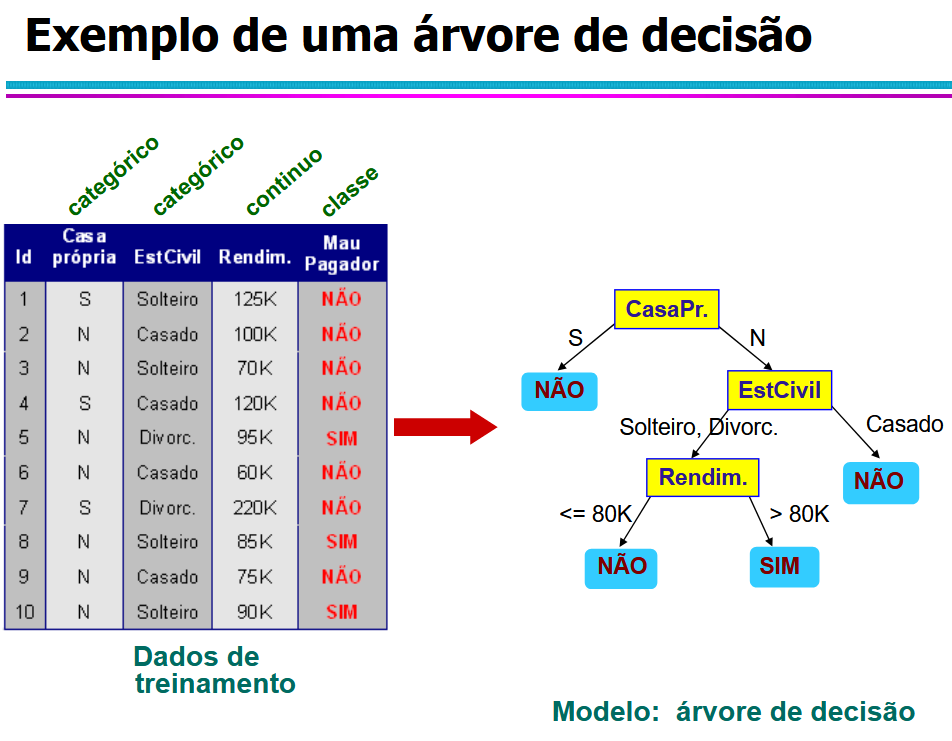 Exemplo de uma árvore de decisão
categórico categórico continuo classe
Id Casa própria EstCivil Rendim. Mau Pagador
1 S Solteiro 125K NÃO
2 N Casado 100K NÃO
3 N Solteiro 70K NÃO
4 S Casado 120K NÃO
5 N Divorc. 95K SIM
6 N Casado 60K NÃO
7 S Divorc. 220K NÃO
8 N Solteiro 85K SIM
9 N Casado 75K NÃO
10 N Solteiro 90K SIM
Dados de
treinamento
CasaPr.
S N
NÃO EstCivil
Solteiro, Divorc. Casado
Rendim. NÃO
<= 80K > 80K
NÃO SIM
Modelo: árvore de decisão